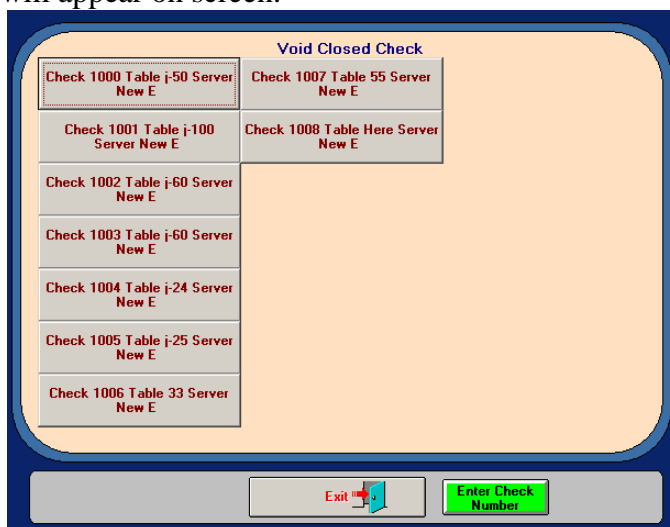 will appear on screen.
Void Closed Check
Check 1000 Table j-50 Server
New E
Check 1007 Table 55 Server
New E
Check 1001 Table j-100
Server New E
Check 1008 Table Here Server
New E
Check 1002 Table j-60 Server
New E
Check 1003 Table j-60 Server
New E
Check 1004 Table j-24 Server
New E
Check 1005 Table j-25 Server
New E
Check 1006 Table 33 Server
New E
Exit
Enter Check
Number